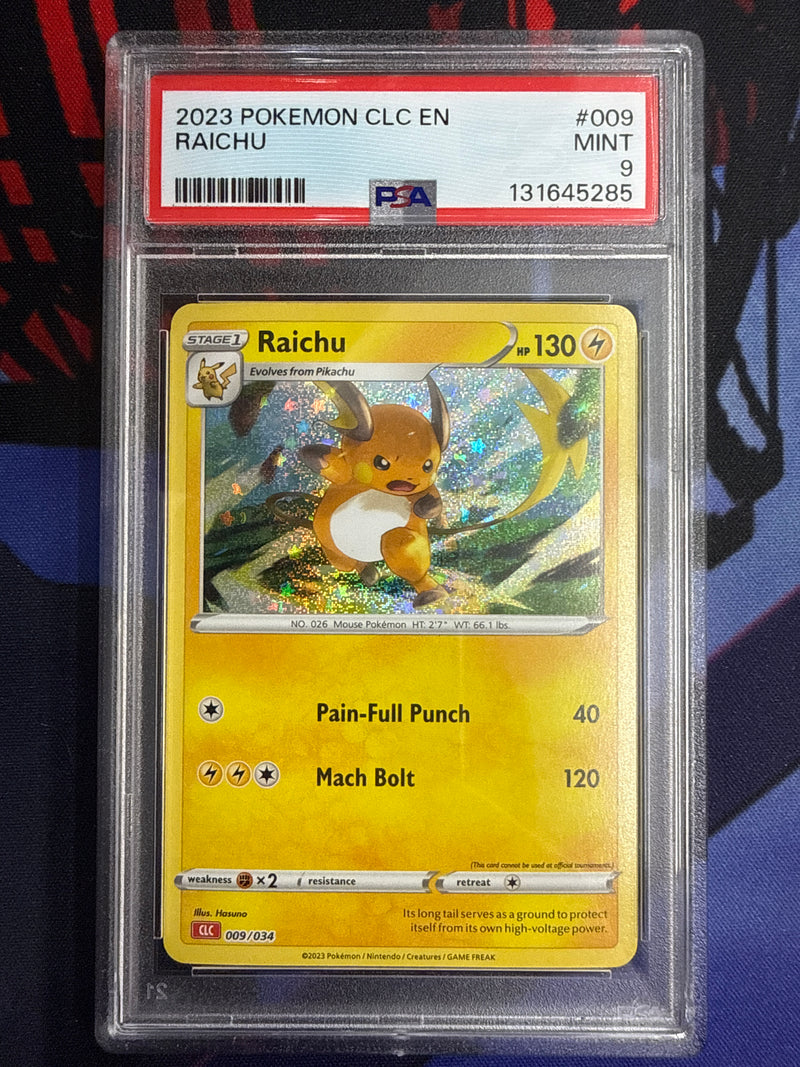 2023 POKEMON CLC EN #009
RAICHU MINT
9
PSA 131645285
STAGE 1 Raichu HP 130
Evolves from Pikachu
NO. 026 Mouse Pokémon HT: 2'7" WT: 66.1 lbs.
Pain-Full Punch 40
Mach Bolt 120
(This card cannot be used at official tournaments.)
weakness ×2 resistance retreat
Illus. Hasuno
Its long tail serves as a ground to protect
itself from its own high-voltage power.
CLC 009/034
©2023 Pokémon / Nintendo / Creatures / GAME FREAK
21